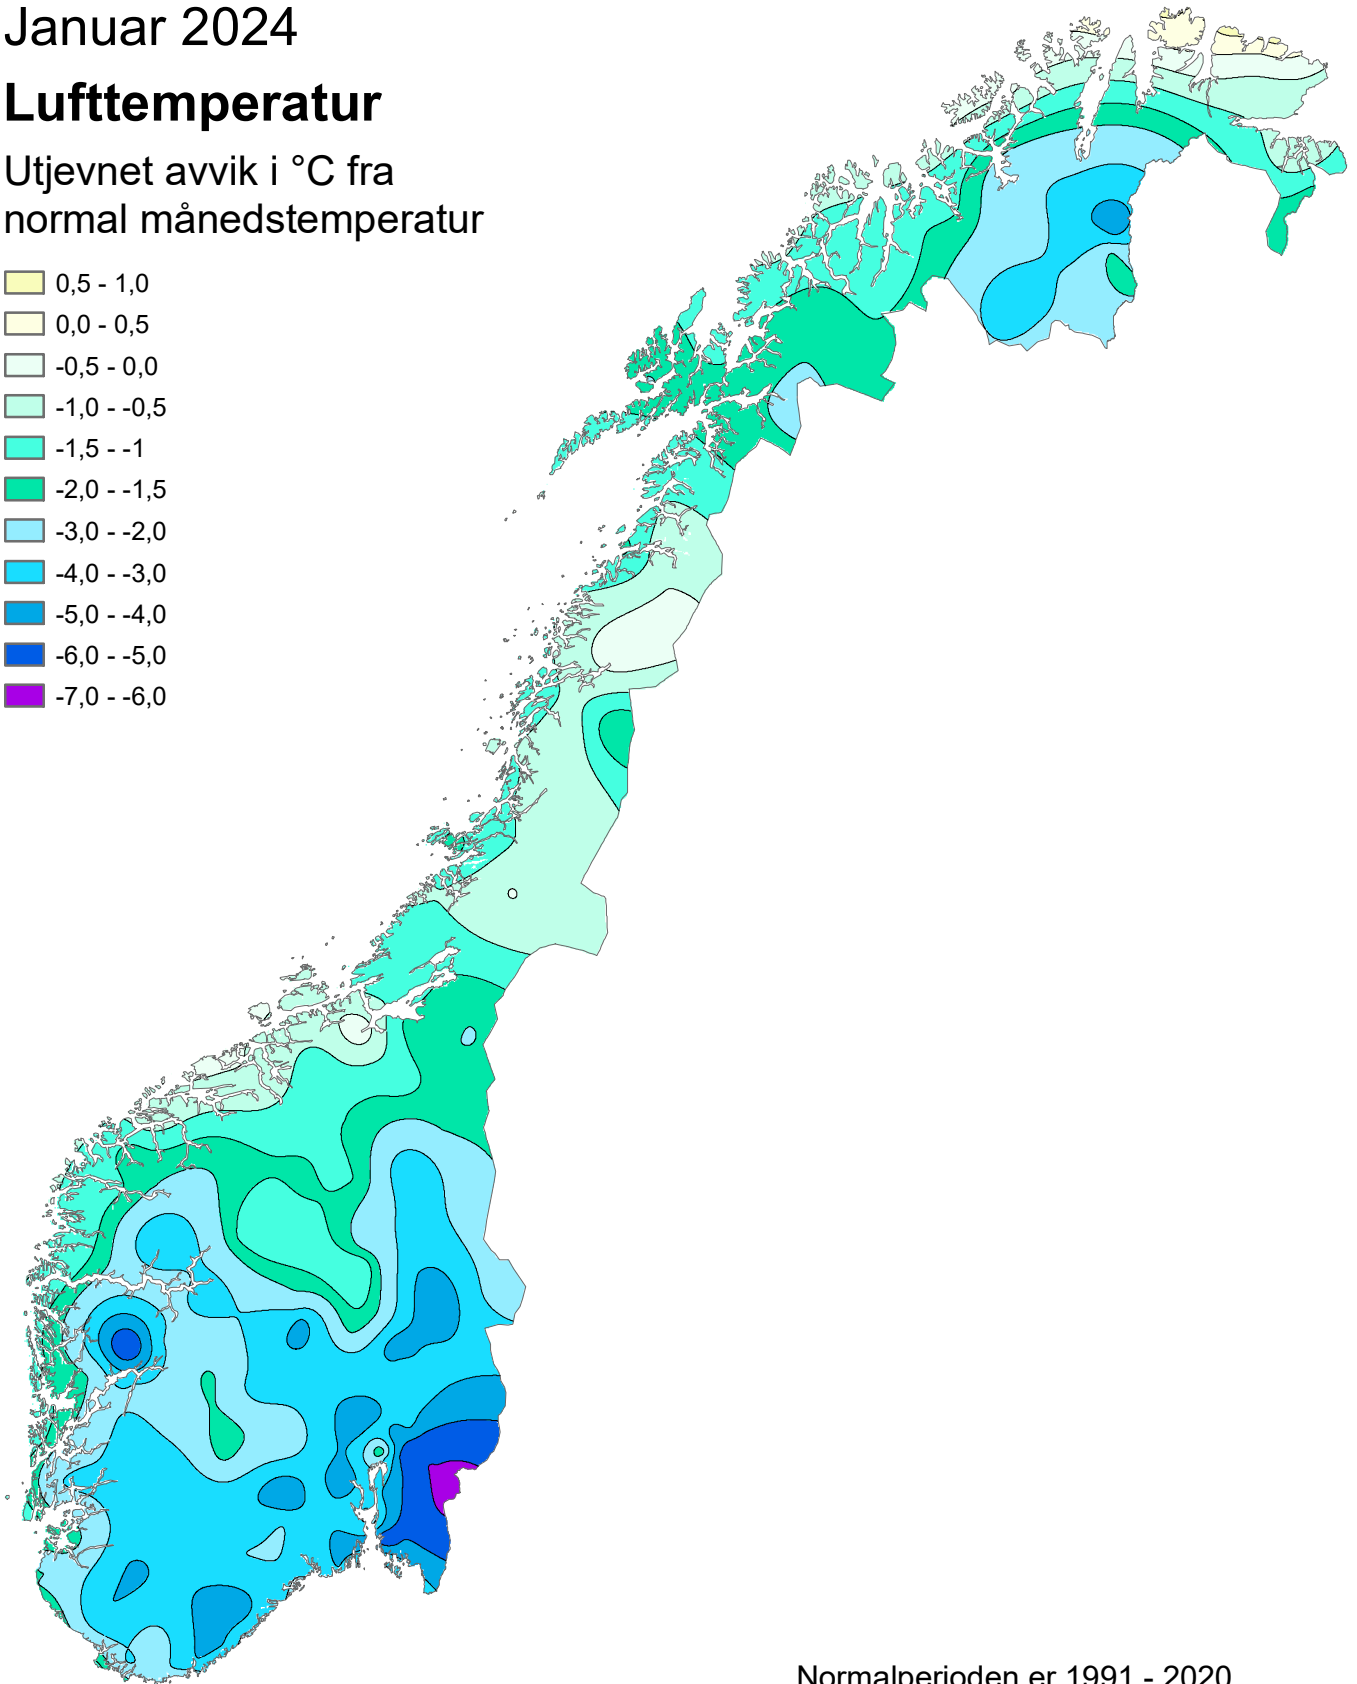 Januar 2024
Lufttemperatur
Utjevnet avvik i °C fra
normal månedstemperatur
0,5 - 1,0
0,0 - 0,5
-0,5 - 0,0
-1,0 - -0,5
-1,5 - -1
-2,0 - -1,5
-3,0 - -2,0
-4,0 - -3,0
-5,0 - -4,0
-6,0 - -5,0
-7,0 - -6,0
Normalperioden er 1991 - 2020